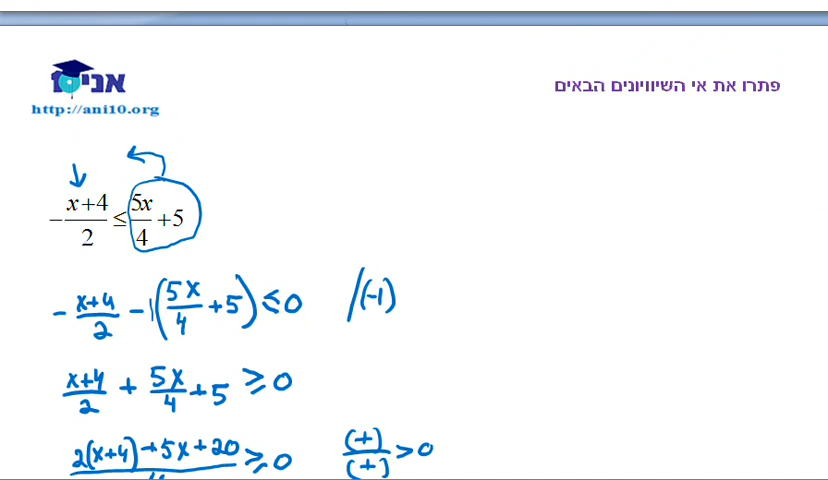 אני10
http://ani10.org
פתרו את אי השיוויונים הבאים
-(x+4)/2 ≤ 5x/4 +5
- (x+4)/2 - 1(5x/4 + 5) ≤ 0 /(-1)
(x+4)/2 + 5x/4 + 5 ≥ 0
2(x+4)+5x+20 ≥ 0 (+)/(+) > 0